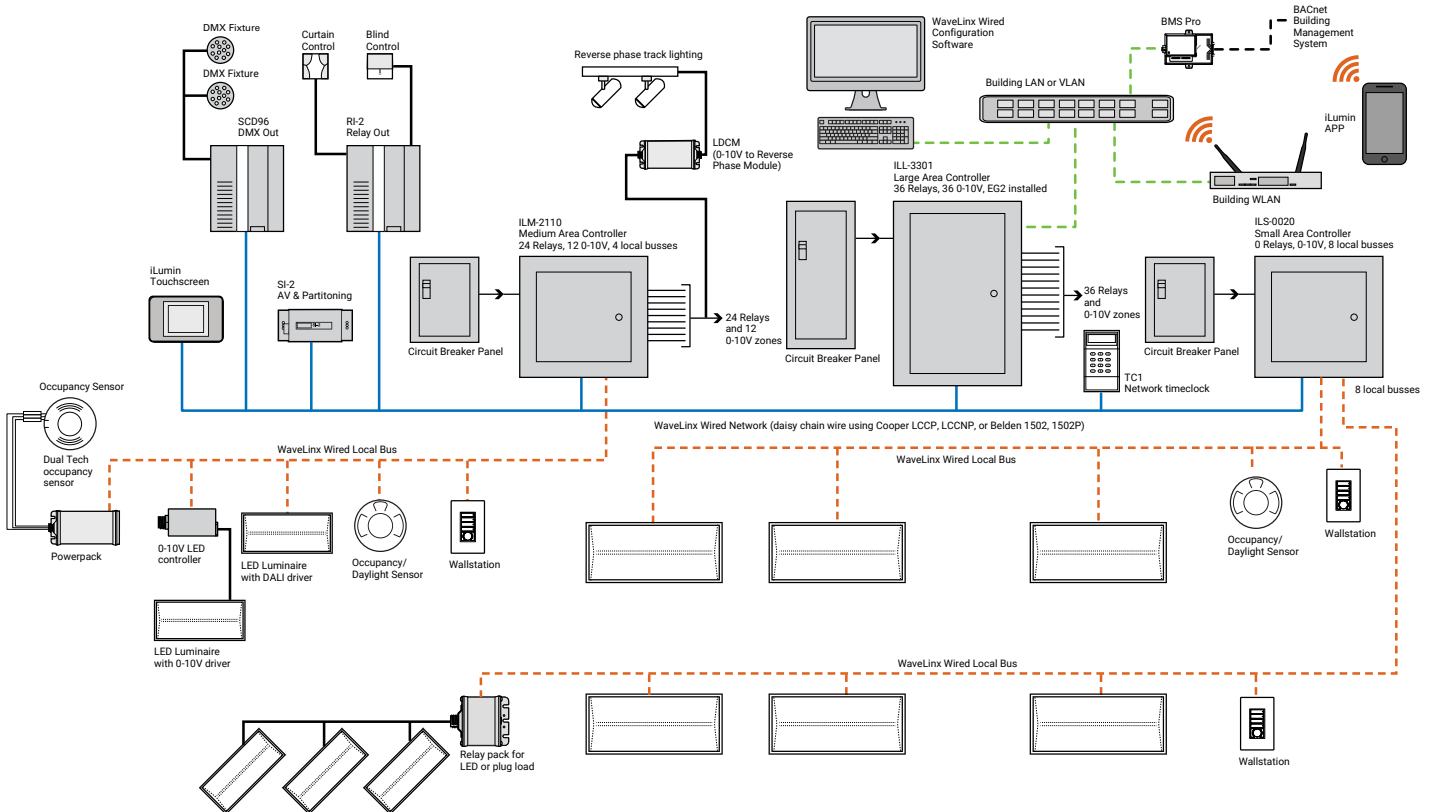 DMX Fixture
DMX Fixture
Curtain
Control
Blind
Control
SCD96
DMX Out
RI-2
Relay Out
Reverse phase track lighting
LDCM
(0-10V to Reverse
Phase Module)
WaveLinx Wired
Configuration
Software
BMS Pro
BACnet
Building
Management
System
Building LAN or VLAN
iLumin
APP
Building WLAN
ILL-3301
Large Area Controller
36 Relays, 36 0-10V, EG2 installed
ILM-2110
Medium Area Controller
24 Relays, 12 0-10V, 4 local busses
ILS-0020
Small Area Controller
0 Relays, 0-10V, 8 local busses
iLumin
Touchscreen
SI-2
AV & Partitoning
Circuit Breaker Panel
24 Relays
and 12
0-10V zones
Circuit Breaker Panel
36 Relays
and
0-10V zones
TC1
Network timeclock
Circuit Breaker Panel
8 local busses
WaveLinx Wired Network (daisy chain wire using Cooper LCCP, LCCNP, or Belden 1502, 1502P)
Occupancy Sensor
Dual Tech
occupancy
sensor
Powerpack
WaveLinx Wired Local Bus
0-10V LED
controller
LED Luminaire
with DALI driver
Occupancy/
Daylight Sensor
Wallstation
LED Luminaire
with 0-10V driver
WaveLinx Wired Local Bus
Occupancy/
Daylight Sensor
Wallstation
WaveLinx Wired Local Bus
Relay pack for
LED or plug load
Wallstation